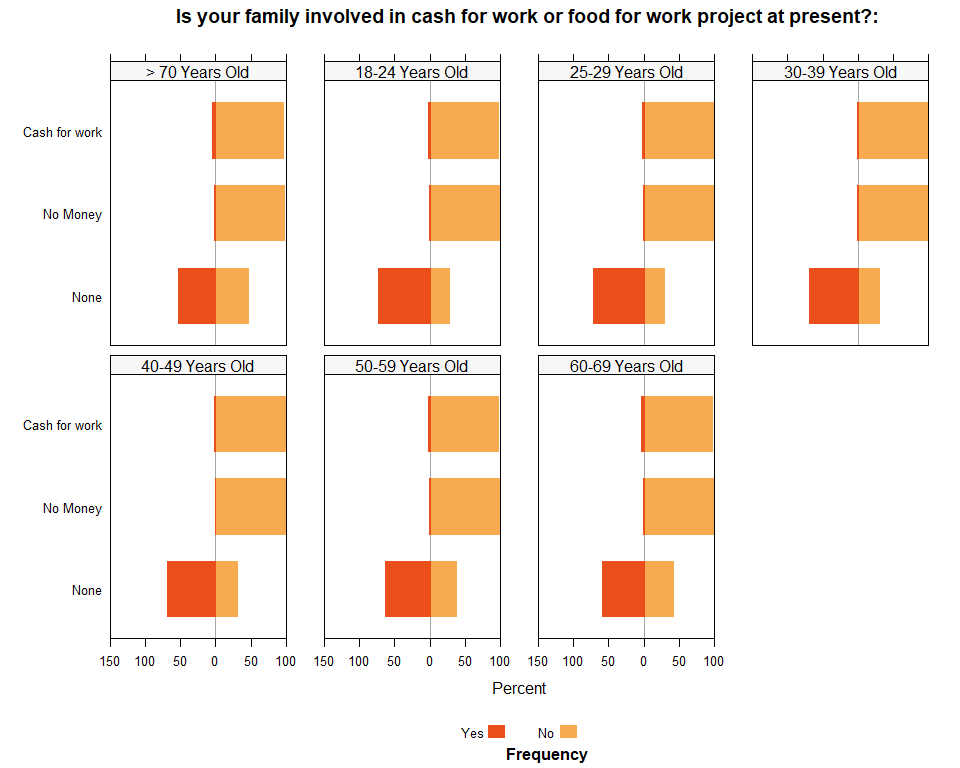 Is your family involved in cash for work or food for work project at present?:
> 70 Years Old 18-24 Years Old 25-29 Years Old 30-39 Years Old
Cash for work
No Money
None
40-49 Years Old 50-59 Years Old 60-69 Years Old
Cash for work
No Money
None
150 100 50 0 50 100 150 100 50 0 50 100 150 100 50 0 50 100
Percent
Yes No
Frequency